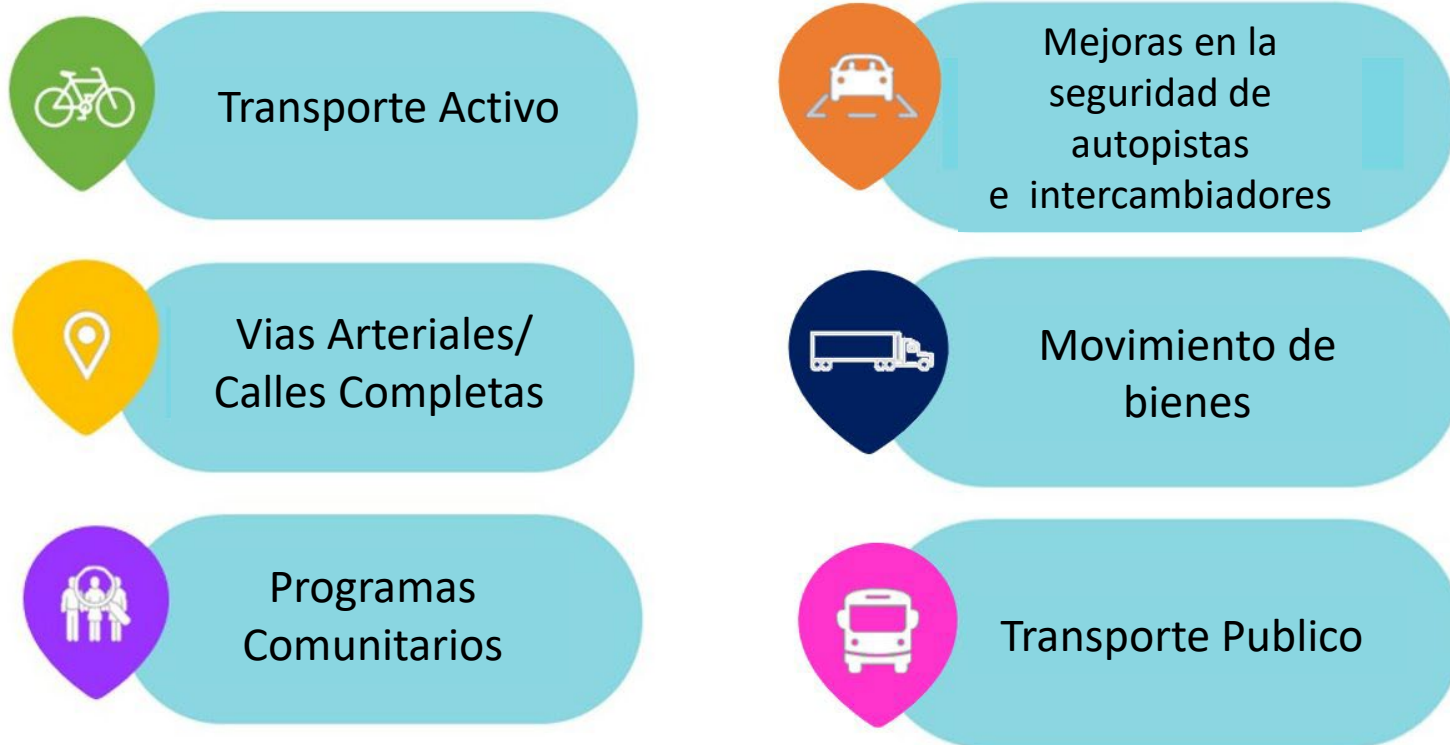 Transporte Activo
Mejoras en la
seguridad de
autopistas
e intercambiadores
Vias Arteriales/
Calles Completas
Movimiento de
bienes
Programas
Comunitarios
Transporte Publico